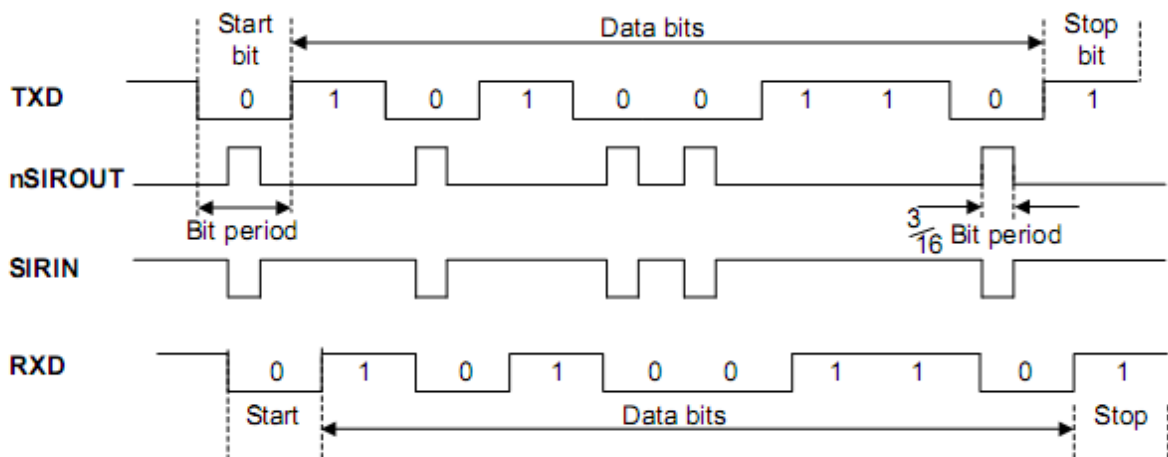 Start bit
Data bits
Stop bit
TXD
0 1 0 1 0 0 1 1 0 1
nSIROUT
Bit period
3/16 Bit period
SIRIN
RXD
0 1 0 1 0 0 1 1 0 1
Start
Data bits
Stop